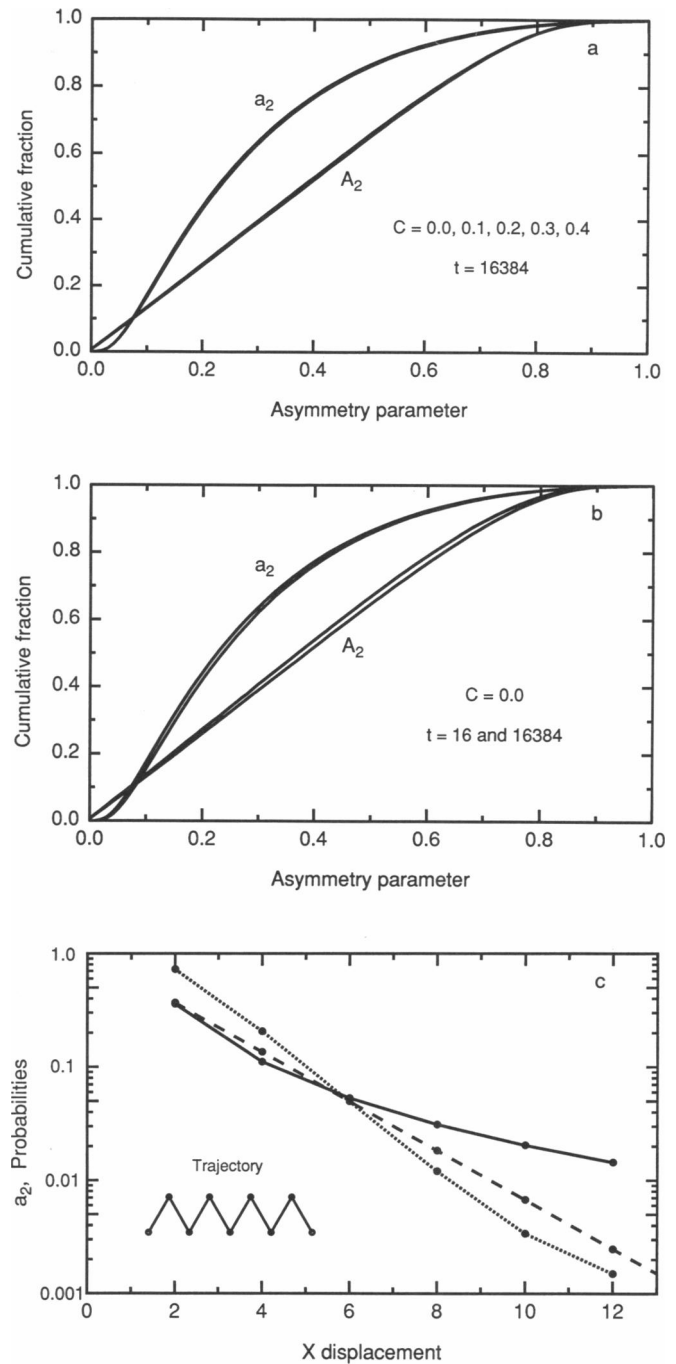 1.0
a
0.8
a2
0.6
A2
0.4
C = 0.0, 0.1, 0.2, 0.3, 0.4
t = 16384
0.2
0.0
0.0 0.2 0.4 0.6 0.8 1.0
Cumulative fraction
Asymmetry parameter
1.0
b
0.8
a2
0.6
A2
0.4
C = 0.0
t = 16 and 16384
0.2
0.0
0.0 0.2 0.4 0.6 0.8 1.0
Cumulative fraction
Asymmetry parameter
1.0
c
0.1
Trajectory
0.01
0.001
0 2 4 6 8 10 12
a2, Probabilities
X displacement